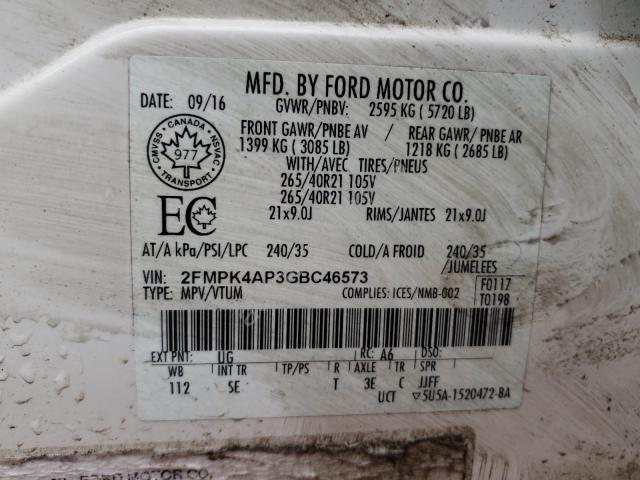 MFD. BY FORD MOTOR CO.
DATE: 09/16 GVWR/PNBV: 2595 KG ( 5720 LB)
FRONT GAWR/PNBE AV REAR GAWR/ PNBE AR
1399 KG ( 3085 LB) 1218 KG ( 2685 LB)
WITH/AVEC TIRES/PNEUS
265/40R21 105V
265/40R21 105V
21x9.0J RIMS/JANTES 21x9.0J
CMVSS • CANADA • NSVAC
977
TRANSPORT
EC
AT/A kPa/PSI/LPC 240/35 COLD/A FROID 240/35
/JUMELEES
VIN: 2FMPK4AP3GBC46573 F0117
TYPE: MPV/VTUM COMPLIES: ICES/NMB-002 T0198
EXT PNT: UG RC: A6 DSO:
WB INT TR TP/PS R AXLE TR SPR
112 SE T 3E C JJFF
UCT 5U5A-1520472-BA
FORD MOTOR CO.